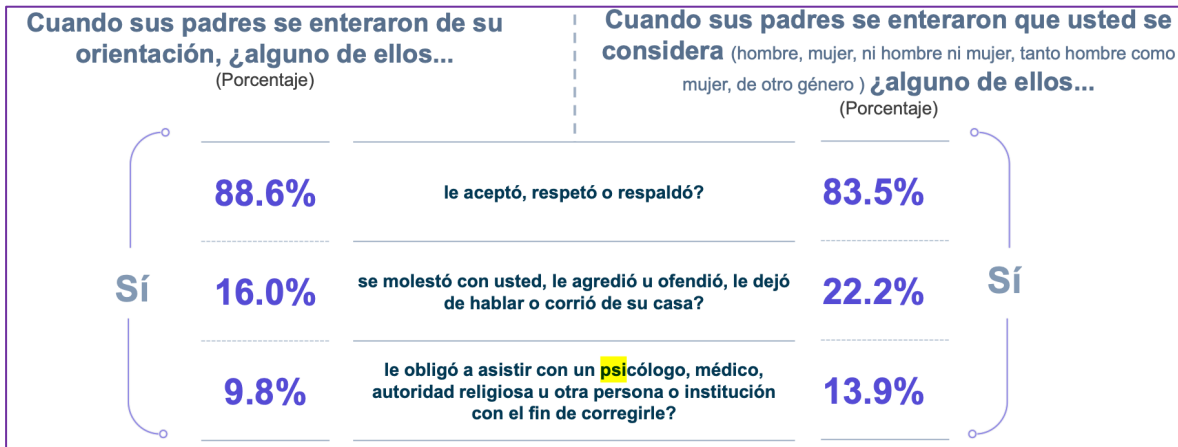 Cuando sus padres se enteraron de su
orientación, ¿alguno de ellos...
(Porcentaje)
Cuando sus padres se enteraron que usted se
considera (hombre, mujer, ni hombre ni mujer, tanto hombre como
mujer, de otro género ) ¿alguno de ellos...
(Porcentaje)
Sí
88.6%
le aceptó, respetó o respaldó?
83.5%
16.0%
se molestó con usted, le agredió u ofendió, le dejó
de hablar o corrió de su casa?
22.2%
9.8%
le obligó a asistir con un psicólogo, médico,
autoridad religiosa u otra persona o institución
con el fin de corregirle?
13.9%
Sí